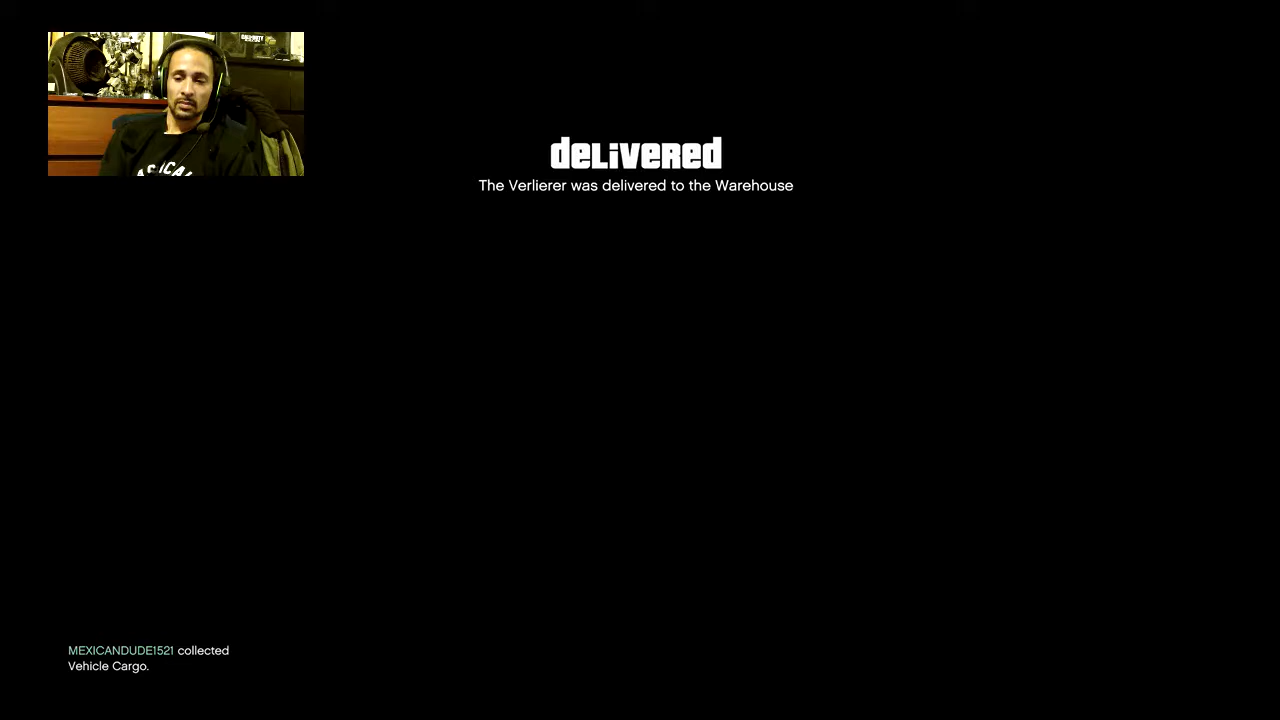 delivered
The Verlierer was delivered to the Warehouse
MEXICANDUDE1521 collected
Vehicle Cargo.